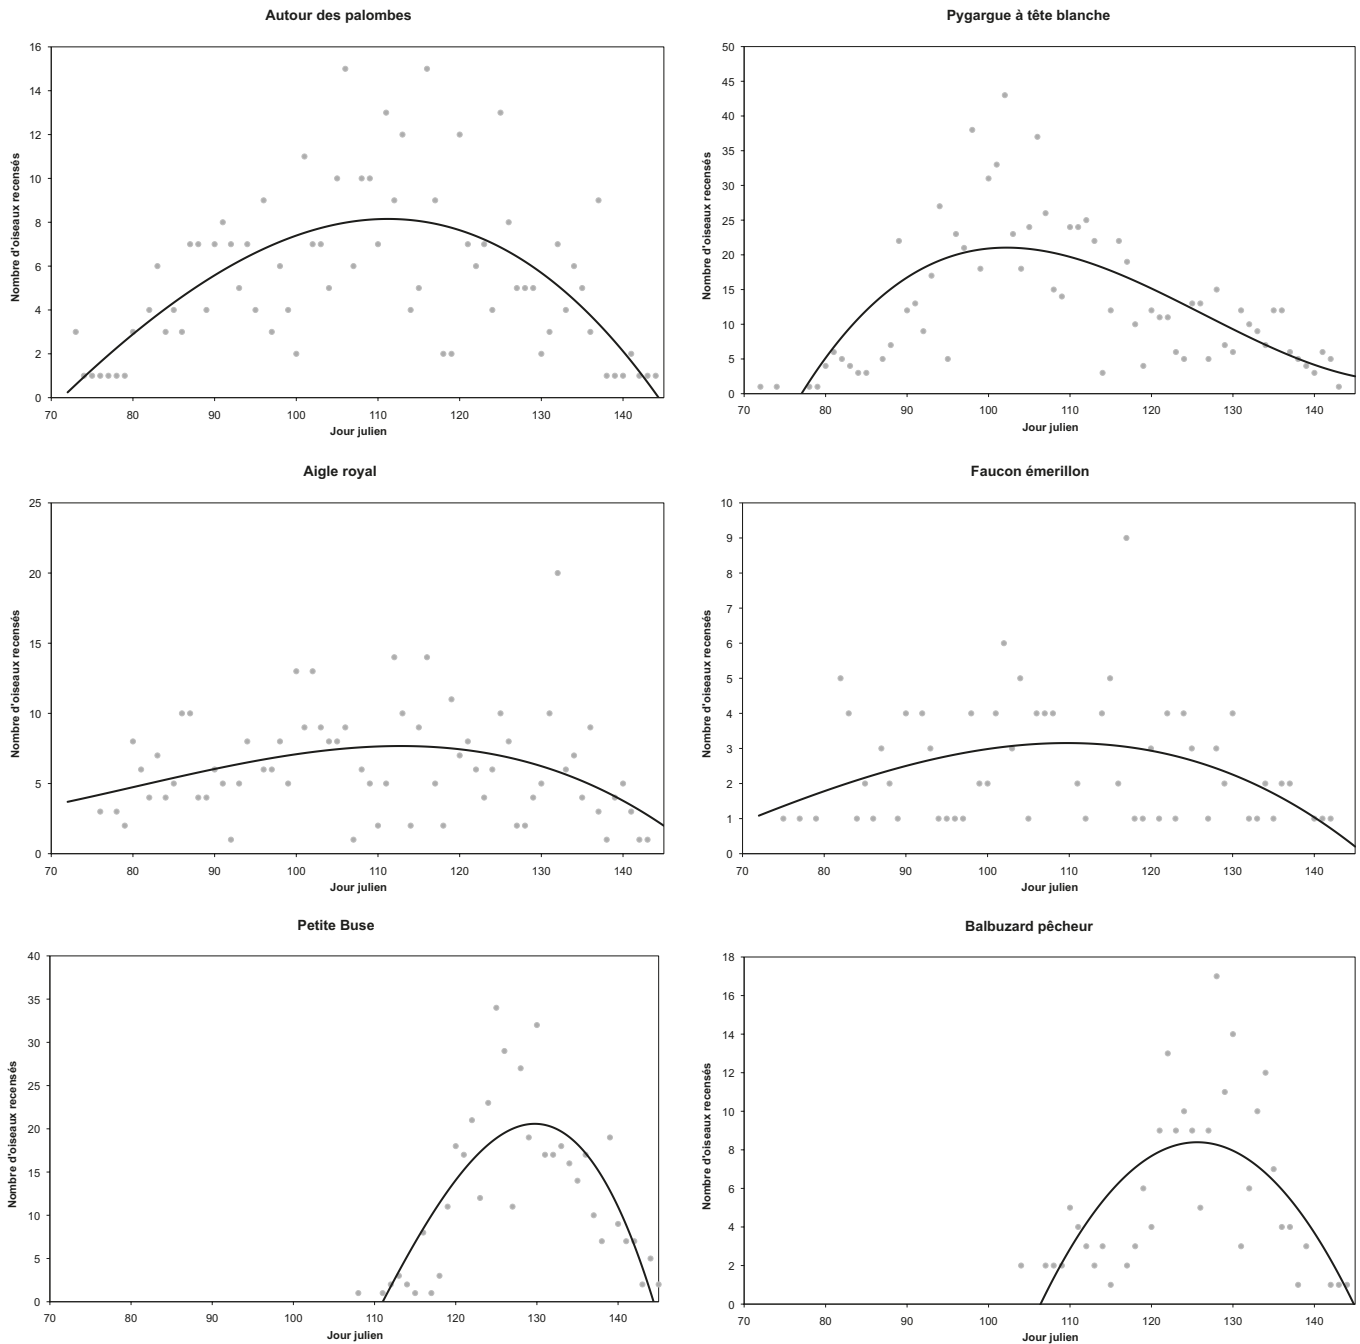 Autour des palombes
Nombre d'oiseaux recensés
16
14
12
10
8
6
4
2
0
70 80 90 100 110 120 130 140
Jour julien
Pygargue à tête blanche
Nombre d'oiseaux recensés
50
45
40
35
30
25
20
15
10
5
0
70 80 90 100 110 120 130 140
Jour julien
Aigle royal
Nombre d'oiseaux recensés
25
20
15
10
5
0
70 80 90 100 110 120 130 140
Jour julien
Faucon émerillon
Nombre d'oiseaux recensés
10
9
8
7
6
5
4
3
2
1
0
70 80 90 100 110 120 130 140
Jour julien
Petite Buse
Nombre d'oiseaux recensés
40
35
30
25
20
15
10
5
0
70 80 90 100 110 120 130 140
Jour julien
Balbuzard pêcheur
Nombre d'oiseaux recensés
18
16
14
12
10
8
6
4
2
0
70 80 90 100 110 120 130 140
Jour julien